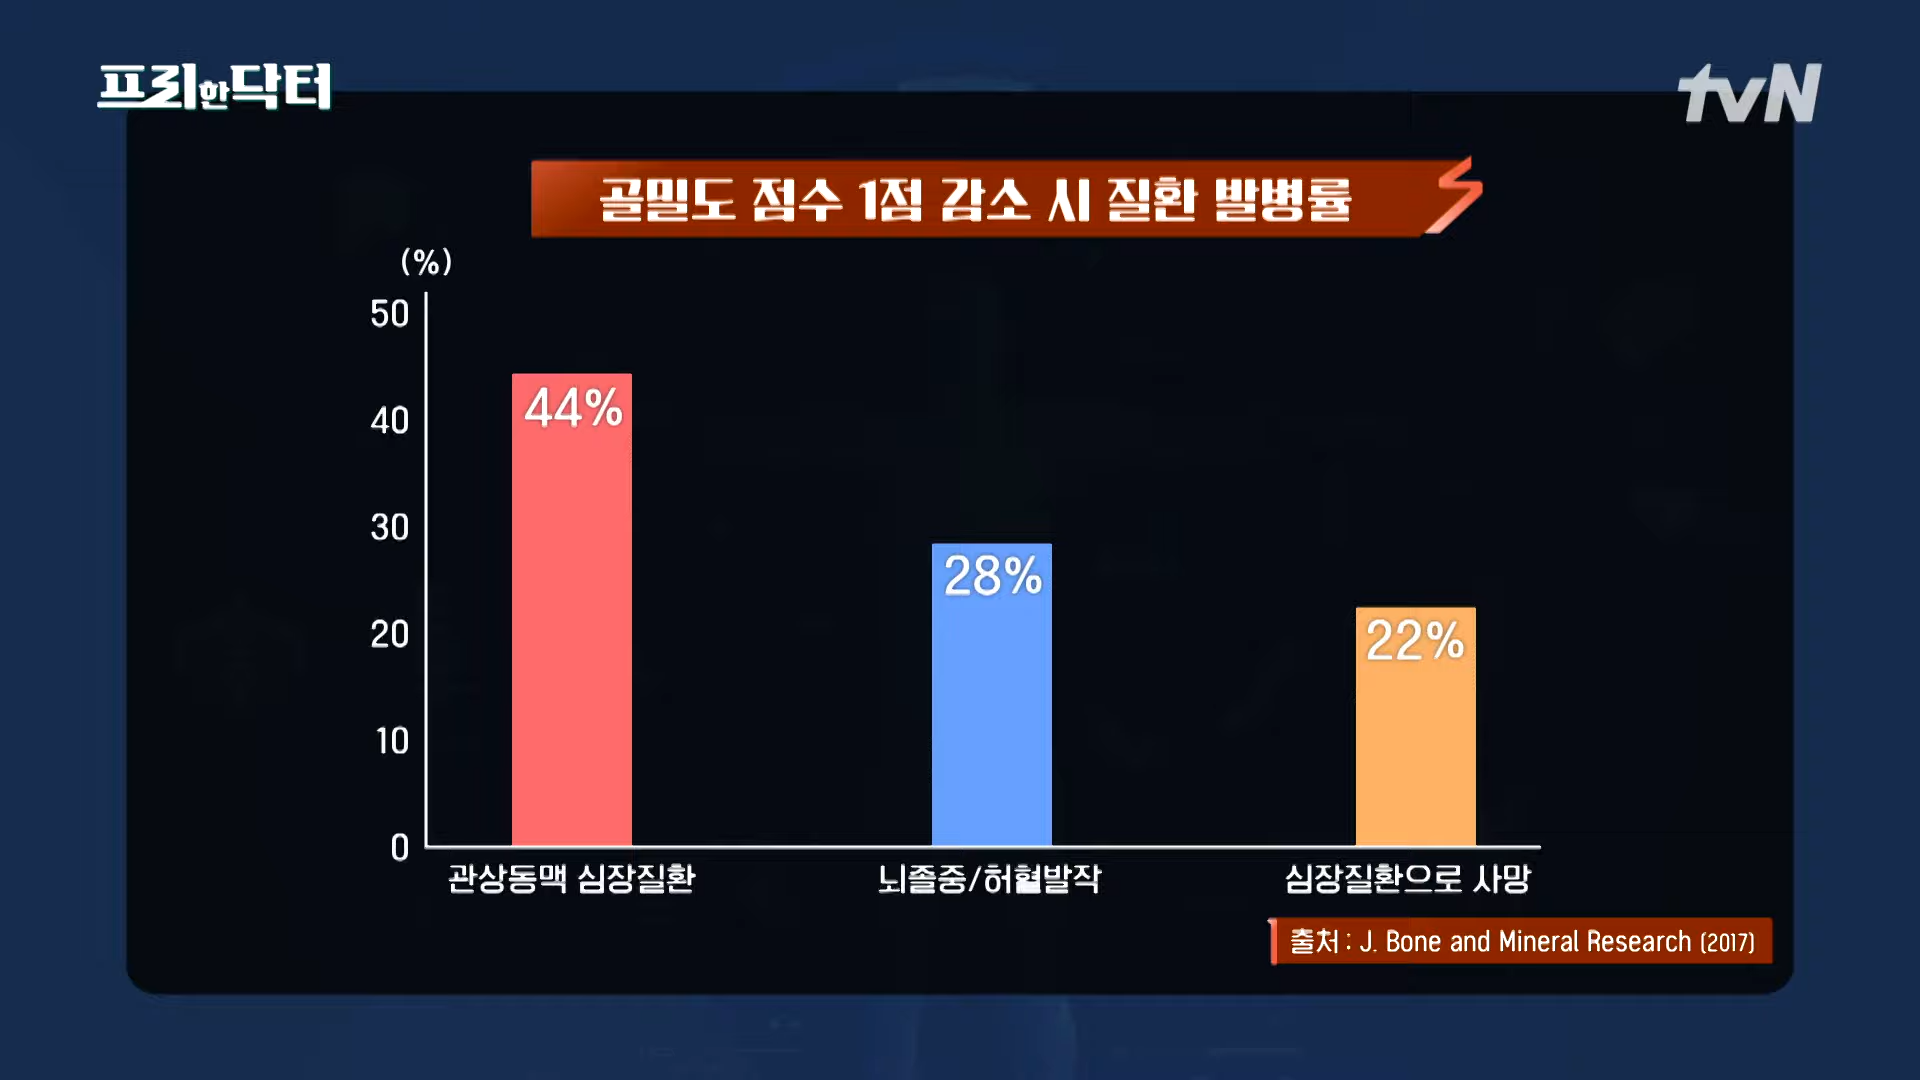 프리한닥터
tvN
골밀도 점수 1점 감소 시 질환 발병률
(%)
50
40
30
20
10
0
44%
28%
22%
관상동맥 심장질환
뇌졸중/허혈발작
심장질환으로 사망
출처 : J. Bone and Mineral Research (2017)